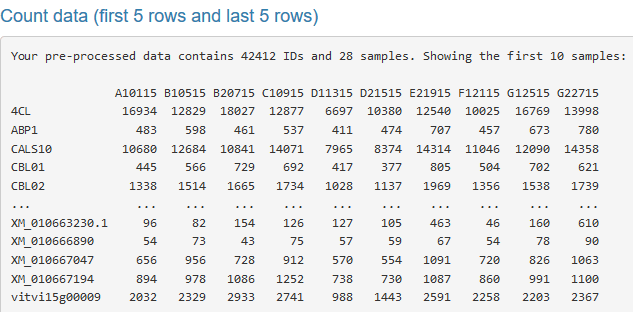 Count data (first 5 rows and last 5 rows)
Your pre-processed data contains 42412 IDs and 28 samples. Showing the first 10 samples:
A10115 B10515 B20715 C10915 D11315 D21515 E21915 F12115 G12515 G22715
4CL 16934 12829 18027 12877 6697 10380 12540 10025 16769 13998
ABP1 483 598 461 537 411 474 707 457 673 780
CALS10 10680 12684 10841 14071 7965 8374 14314 11046 12090 14358
CBL01 445 566 729 692 417 377 805 504 702 621
CBL02 1338 1514 1665 1734 1028 1137 1969 1356 1538 1739
... ... ... ... ... ... ... ... ... ... ...
XM_010663230.1 96 82 154 126 127 105 463 46 160 610
XM_010666890 54 73 43 75 57 59 67 54 78 90
XM_010667047 656 956 728 912 570 554 1091 720 826 1063
XM_010667194 894 978 1086 1252 738 730 1087 860 991 1100
vitvi15g00009 2032 2329 2933 2741 988 1443 2591 2258 2203 2367